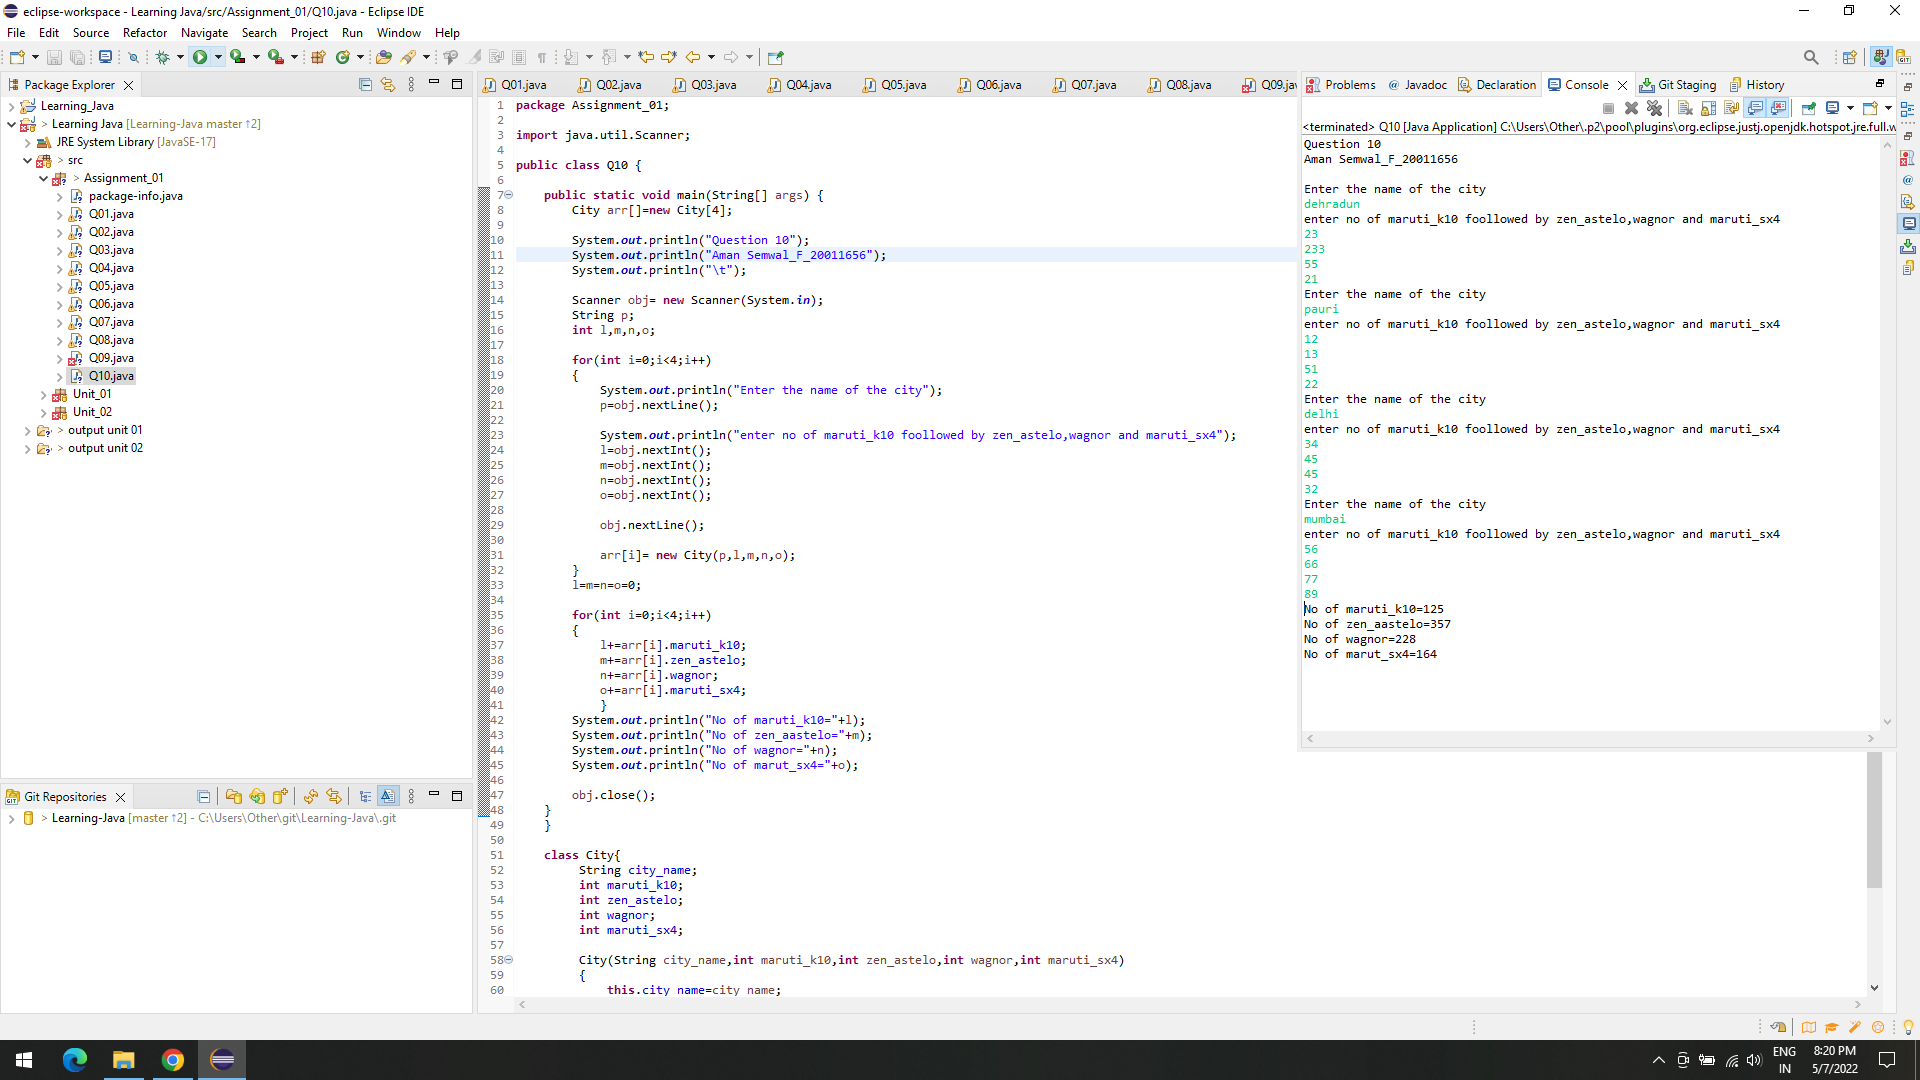 eclipse-workspace - Learning Java/src/Assignment_01/Q10.java - Eclipse IDE
File Edit Source Refactor Navigate Search Project Run Window Help
Package Explorer
Learning_Java
> Learning Java [Learning-Java master ↑2]
JRE System Library [JavaSE-17]
> src
> Assignment_01
package-info.java
Q01.java
Q02.java
Q03.java
Q04.java
Q05.java
Q06.java
Q07.java
Q08.java
Q09.java
Q10.java
Unit_01
Unit_02
> output unit 01
> output unit 02
Git Repositories
> Learning-Java [master ↑2] - C:\Users\Other\git\Learning-Java\.git
Q01.java Q02.java Q03.java Q04.java Q05.java Q06.java Q07.java Q08.java Q09.jav
1 package Assignment_01;
2
3 import java.util.Scanner;
4
5 public class Q10 {
6
7 public static void main(String[] args) {
8 City arr[]=new City[4];
9
10 System.out.println("Question 10");
11 System.out.println("Aman Semwal_F_20011656");
12 System.out.println("\t");
13
14 Scanner obj= new Scanner(System.in);
15 String p;
16 int l,m,n,o;
17
18 for(int i=0;i<4;i++)
19 {
20 System.out.println("Enter the name of the city");
21 p=obj.nextLine();
22
23 System.out.println("enter no of maruti_k10 foollowed by zen_astelo,wagnor and maruti_sx4");
24 l=obj.nextInt();
25 m=obj.nextInt();
26 n=obj.nextInt();
27 o=obj.nextInt();
28
29 obj.nextLine();
30
31 arr[i]= new City(p,l,m,n,o);
32 }
33 l=m=n=o=0;
34
35 for(int i=0;i<4;i++)
36 {
37 l+=arr[i].maruti_k10;
38 m+=arr[i].zen_astelo;
39 n+=arr[i].wagnor;
40 o+=arr[i].maruti_sx4;
41 }
42 System.out.println("No of maruti_k10="+l);
43 System.out.println("No of zen_aastelo="+m);
44 System.out.println("No of wagnor="+n);
45 System.out.println("No of marut_sx4="+o);
46
47 obj.close();
48 }
49 }
50
51 class City{
52 String city_name;
53 int maruti_k10;
54 int zen_astelo;
55 int wagnor;
56 int maruti_sx4;
57
58 City(String city_name,int maruti_k10,int zen_astelo,int wagnor,int maruti_sx4)
59 {
60 this.city_name=city_name;
Problems @ Javadoc Declaration Console Git Staging History
<terminated> Q10 [Java Application] C:\Users\Other\.p2\pool\plugins\org.eclipse.justj.openjdk.hotspot.jre.full.w
Question 10
Aman Semwal_F_20011656
Enter the name of the city
dehradun
enter no of maruti_k10 foollowed by zen_astelo,wagnor and maruti_sx4
23
233
55
21
Enter the name of the city
pauri
enter no of maruti_k10 foollowed by zen_astelo,wagnor and maruti_sx4
12
13
51
22
Enter the name of the city
delhi
enter no of maruti_k10 foollowed by zen_astelo,wagnor and maruti_sx4
34
45
45
32
Enter the name of the city
mumbai
enter no of maruti_k10 foollowed by zen_astelo,wagnor and maruti_sx4
56
66
77
89
No of maruti_k10=125
No of zen_aastelo=357
No of wagnor=228
No of marut_sx4=164
ENG
IN
8:20 PM
5/7/2022